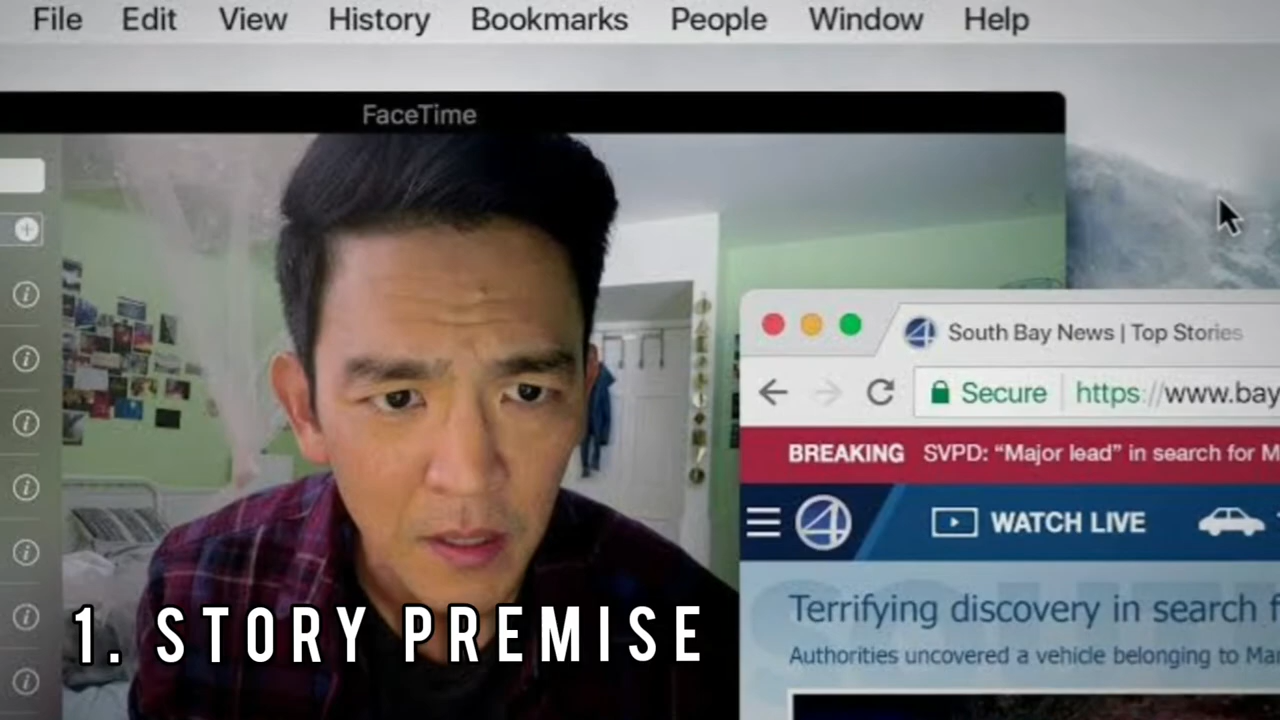 File Edit View History Bookmarks People Window Help
FaceTime
South Bay News | Top Stories
Secure https://www.bay
BREAKING SVPD: “Major lead” in search for M
4 WATCH LIVE
Terrifying discovery in search f
Authorities uncovered a vehicle belonging to Mar
1. STORY PREMISE